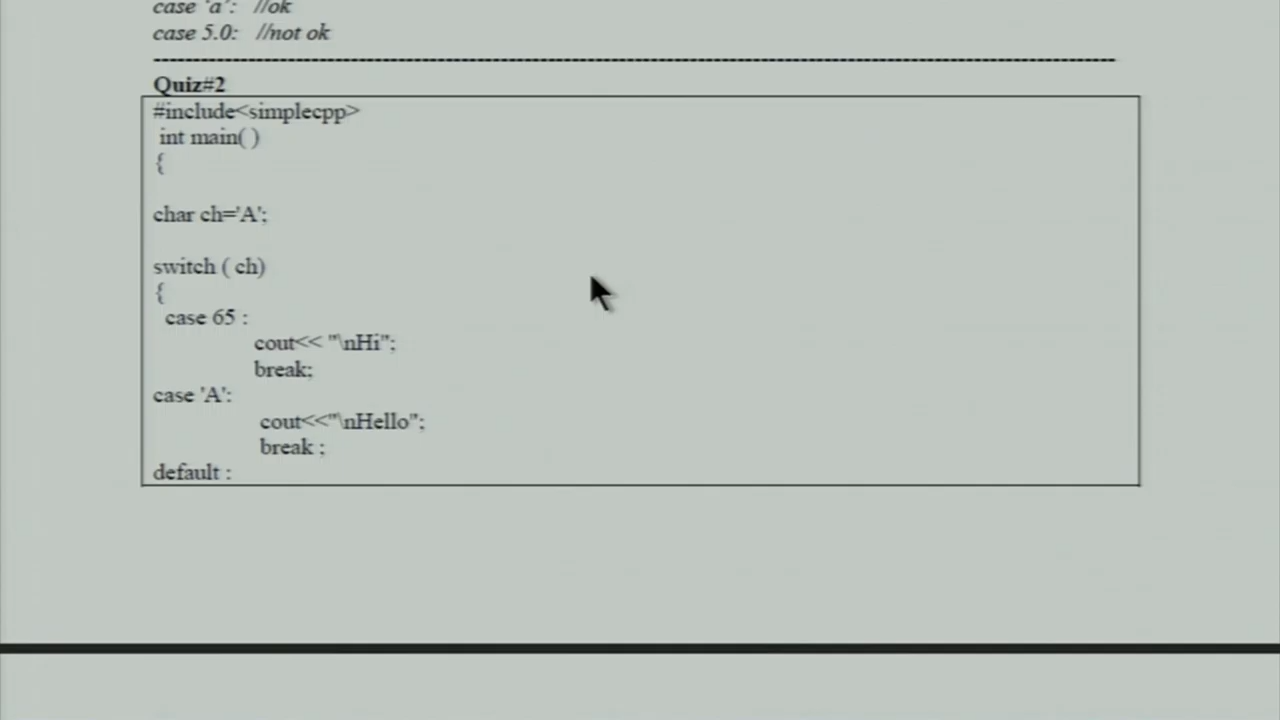 case 'a': //ok
case 5.0: //not ok
Quiz#2
#include<simplecpp>
int main( )
{
char ch='A';
switch ( ch)
{
case 65 :
cout<< "\nHi";
break;
case 'A':
cout<<"\nHello";
break ;
default :